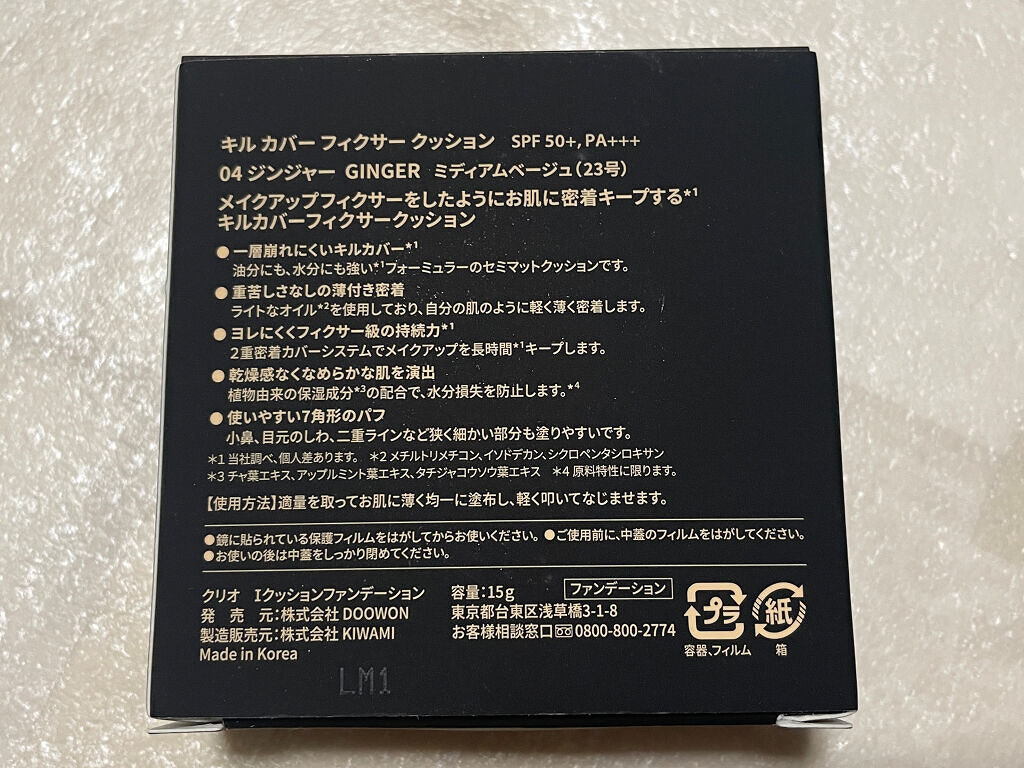 キル カバー フィクサー クッション SPF 50+, PA+++
04 ジンジャー GINGER ミディアムベージュ（23号）
メイクアップフィクサーをしたようにお肌に密着キープする*1
キルカバーフィクサークッション
●一層崩れにくいキルカバー*1
油分にも、水分にも強い*1フォーミュラーのセミマットクッションです。
●重苦しさなしの薄付き密着
ライトなオイル*2を使用しており、自分の肌のように軽く薄く密着します。
●ヨレにくくフィクサー級の持続力*1
2重密着カバーシステムでメイクアップを長時間*1キープします。
●乾燥感なくなめらかな肌を演出
植物由来の保湿成分*3の配合で、水分損失を防止します。*4
●使いやすい7角形のパフ
小鼻、目元のしわ、二重ラインなど狭く細かい部分も塗りやすいです。
＊1 当社調べ、個人差あります。 ＊2 メチルトリメチコン、イソドデカン、シクロペンタシロキサン
＊3 チャ葉エキス、アップルミント葉エキス、タチジャコウソウ葉エキス ＊4 原料特性に限ります。
【使用方法】適量を取ってお肌に薄く均一に塗布し、軽く叩いてなじませます。
●鏡に貼られている保護フィルムをはがしてからお使いください。 ●ご使用前に、中蓋のフィルムをはがしてください。
●お使いの後は中蓋をしっかり閉めてください。
クリオ Iクッションファンデーション
発売元：株式会社 DOOWON
製造販売元：株式会社 KIWAMI
Made in Korea
容量：15g ファンデーション
東京都台東区浅草橋3-1-8
お客様相談窓口 0800-800-2774
プラ
容器、フィルム
紙
箱
LM1